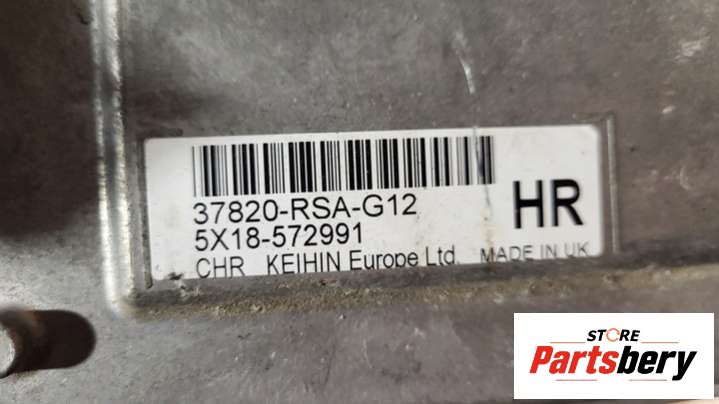 37820-RSA-G12
5X18-572991
HR
CHR KEIHIN Europe Ltd. MADE IN UK
STORE
Partsbery